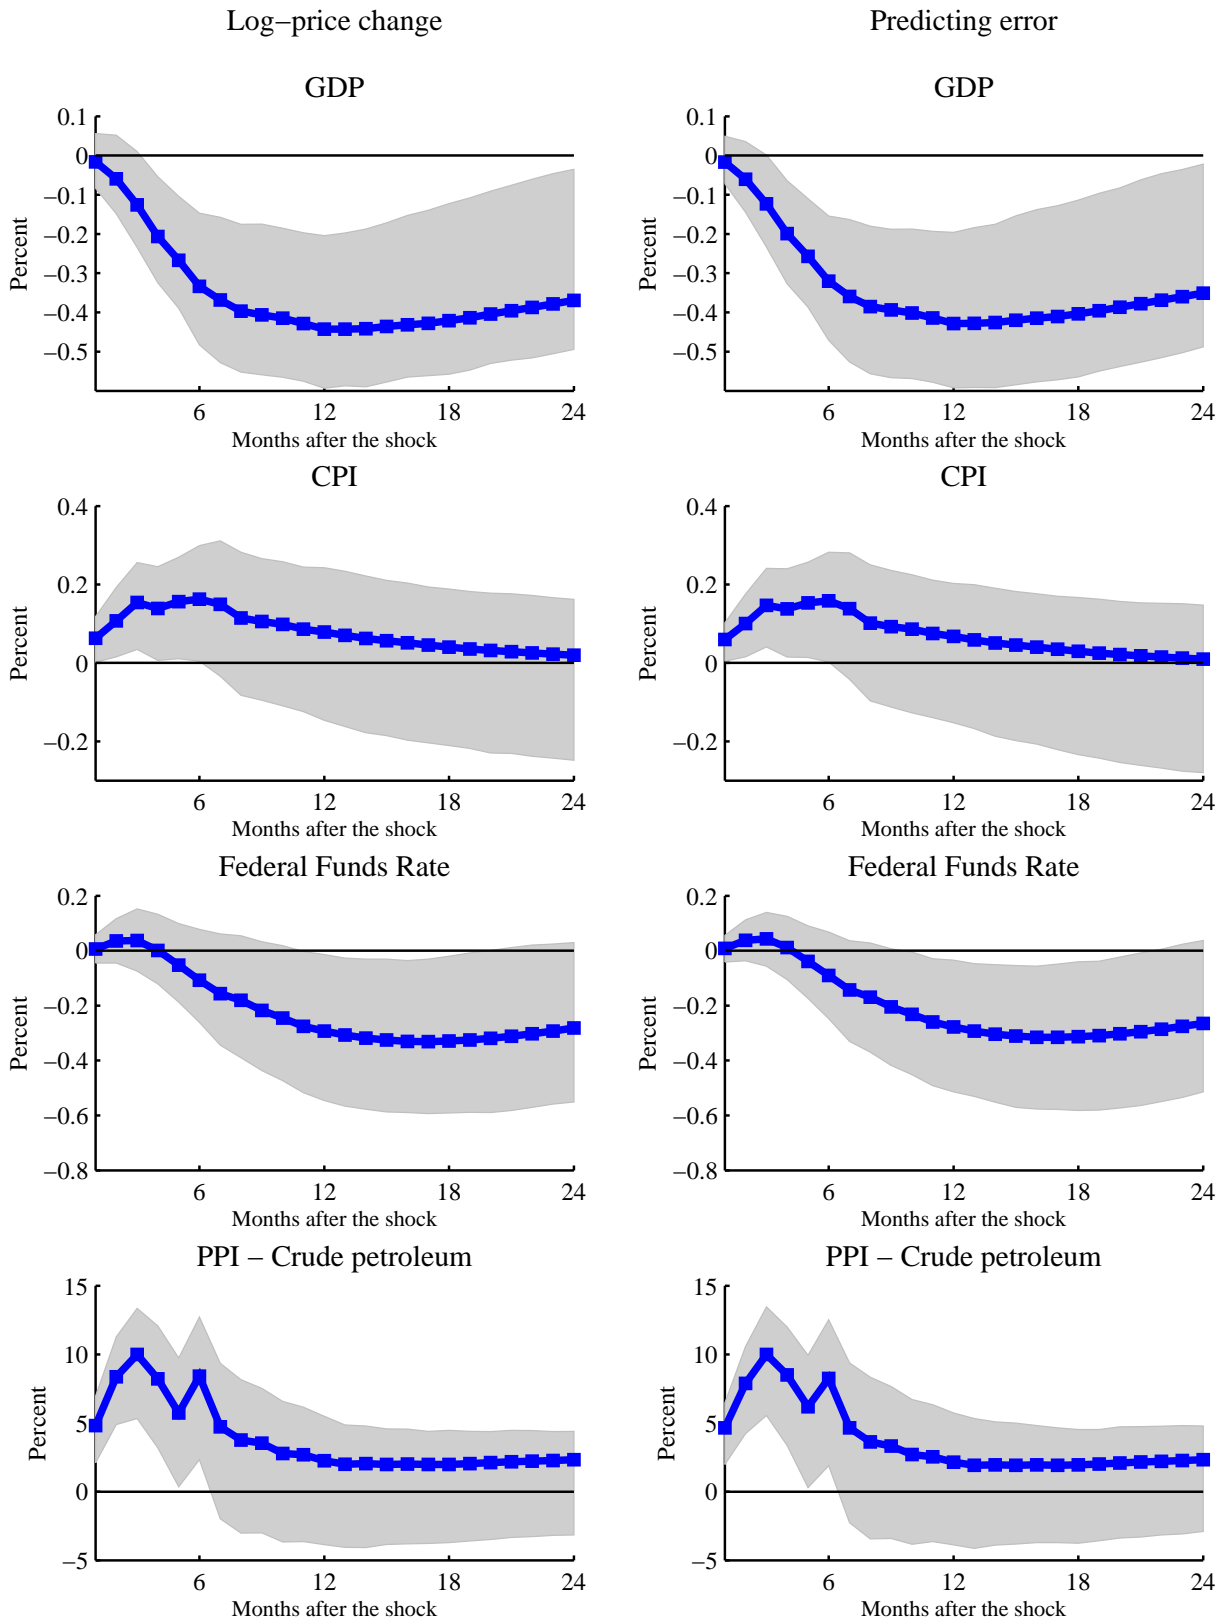 Log−price change
Predicting error
GDP
0.1
0
−0.1
−0.2
−0.3
−0.4
−0.5
Percent
6 12 18 24
Months after the shock
GDP
0.1
0
−0.1
−0.2
−0.3
−0.4
−0.5
Percent
6 12 18 24
Months after the shock
CPI
0.4
0.2
0
−0.2
Percent
6 12 18 24
Months after the shock
CPI
0.4
0.2
0
−0.2
Percent
6 12 18 24
Months after the shock
Federal Funds Rate
0.2
0
−0.2
−0.4
−0.6
−0.8
Percent
6 12 18 24
Months after the shock
Federal Funds Rate
0.2
0
−0.2
−0.4
−0.6
−0.8
Percent
6 12 18 24
Months after the shock
PPI − Crude petroleum
15
10
5
0
−5
Percent
6 12 18 24
Months after the shock
PPI − Crude petroleum
15
10
5
0
−5
Percent
6 12 18 24
Months after the shock